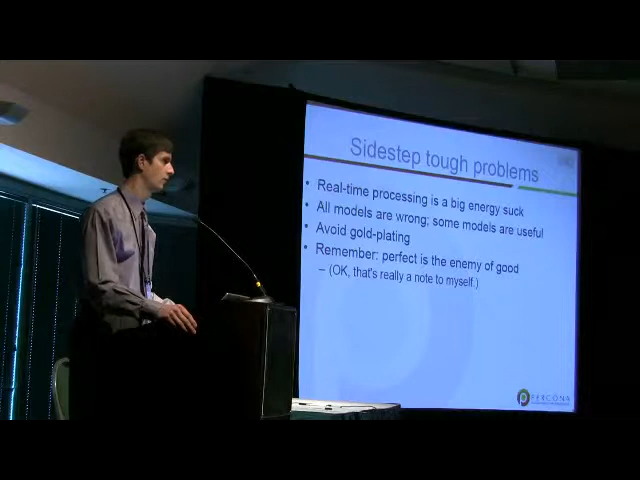 Sidestep tough problems
• Real-time processing is a big energy suck
• All models are wrong; some models are useful
• Avoid gold-plating
• Remember: perfect is the enemy of good
– (OK, that's really a note to myself.)
PERCONA